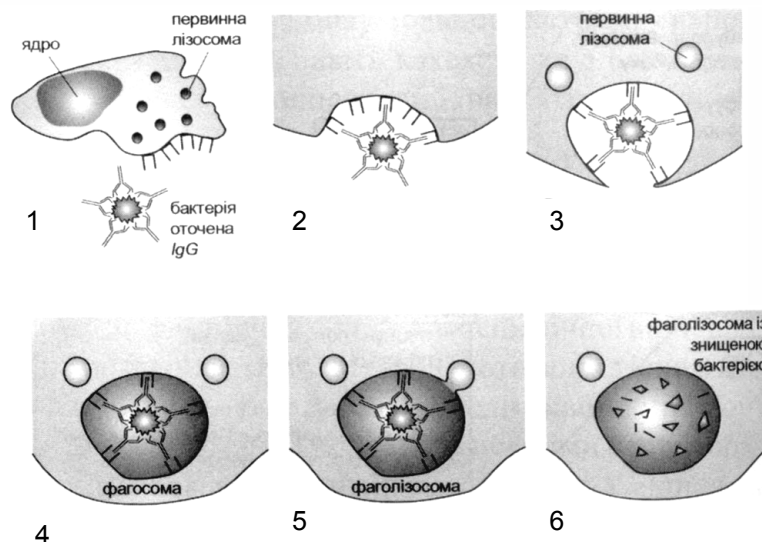 ядро
первинна
лізосома
1
бактерія
оточена
IgG
2
первинна
лізосома
3
фагосома
4
фаголізосома
5
фаголізосома із
знищеною
бактерією
6